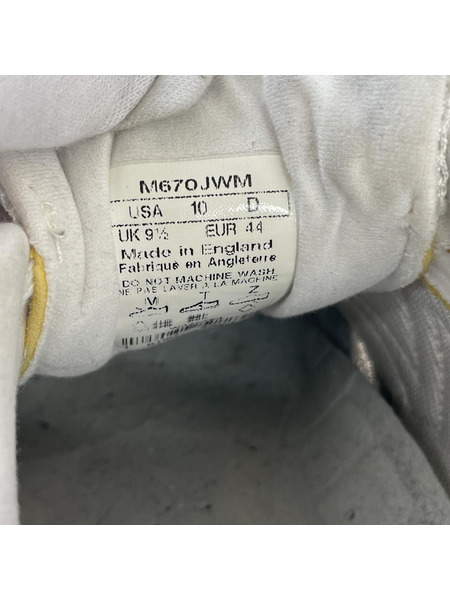 M670JWM
USA 10 D
UK 9½ EUR 44
Made in England
Fabriqué en Angleterre
DO NOT MACHINE WASH
NE PAS LAVER A LA MACHINE
M T Z